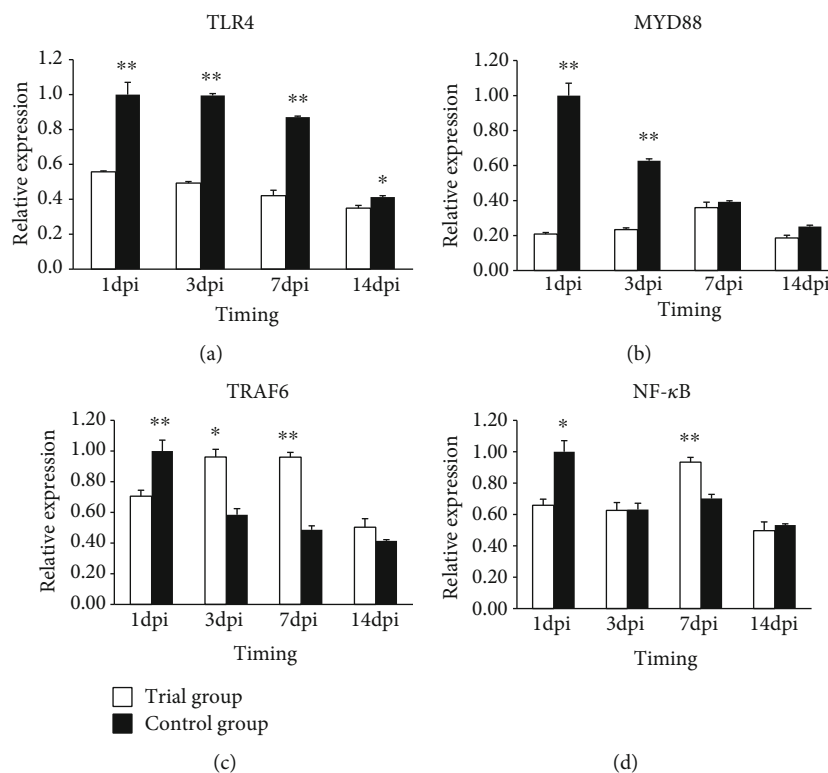 TLR4
Relative expression
1.2
1.0
0.8
0.6
0.4
0.2
0.0
**
**
**
*
1dpi 3dpi 7dpi 14dpi
Timing
(a)
MYD88
Relative expression
1.20
1.00
0.80
0.60
0.40
0.20
0.00
**
**
1dpi 3dpi 7dpi 14dpi
Timing
(b)
TRAF6
Relative expression
1.20
1.00
0.80
0.60
0.40
0.20
0.00
**
*
**
1dpi 3dpi 7dpi 14dpi
Timing
Trial group
Control group
(c)
NF-κB
Relative expression
1.20
1.00
0.80
0.60
0.40
0.20
0.00
*
**
1dpi 3dpi 7dpi 14dpi
Timing
(d)